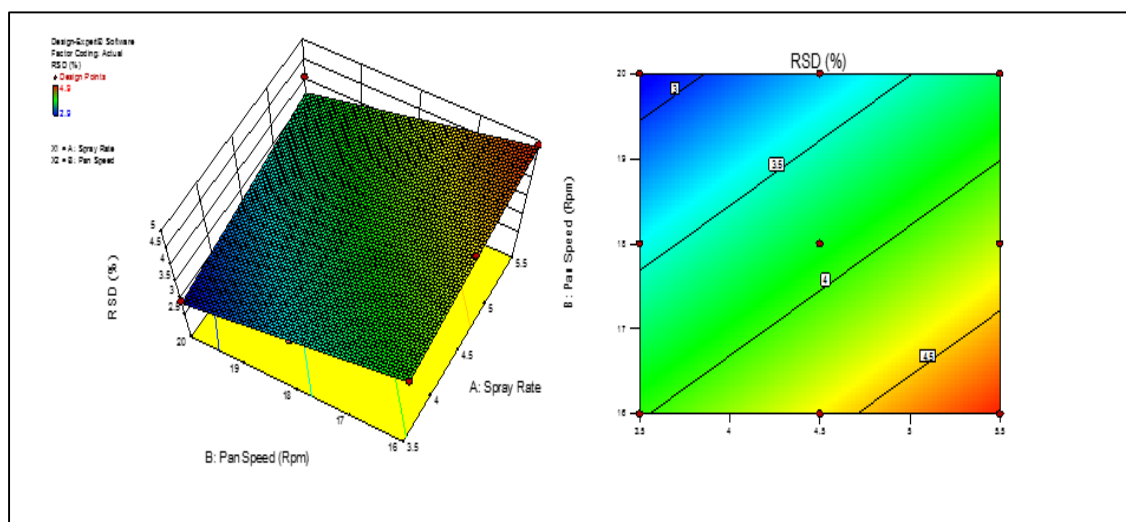 Design-Expert® Software
Factor Coding: Actual
RSD (%)
Design Points
4.9
2.9
X1 = A: Spray Rate
X2 = B: Pan Speed
5
4.5
4
3.5
3
2.5
RSD (%)
20
19
18
17
16
B: Pan Speed (Rpm)
3.5
4
4.5
5
5.5
A: Spray Rate
RSD (%)
B: Pan Speed (Rpm)
20
19
18
17
16
3.5
4
4.5
5
5.5
3
3.5
4
4.5